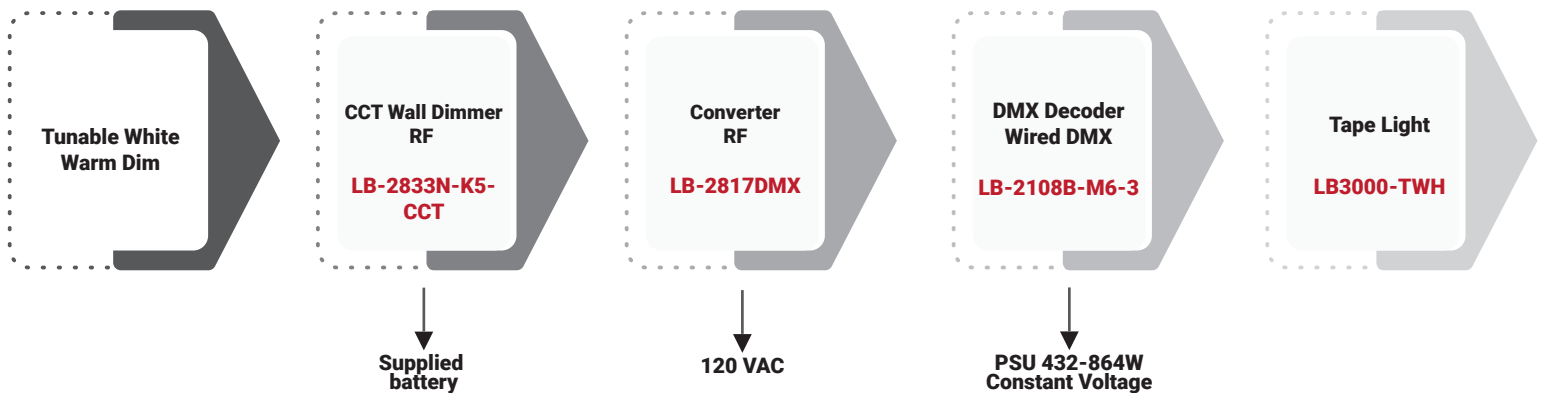 Tunable White
Warm Dim
CCT Wall Dimmer
RF
LB-2833N-K5-
CCT
Supplied
battery
Converter
RF
LB-2817DMX
120 VAC
DMX Decoder
Wired DMX
LB-2108B-M6-3
PSU 432-864W
Constant Voltage
Tape Light
LB3000-TWH